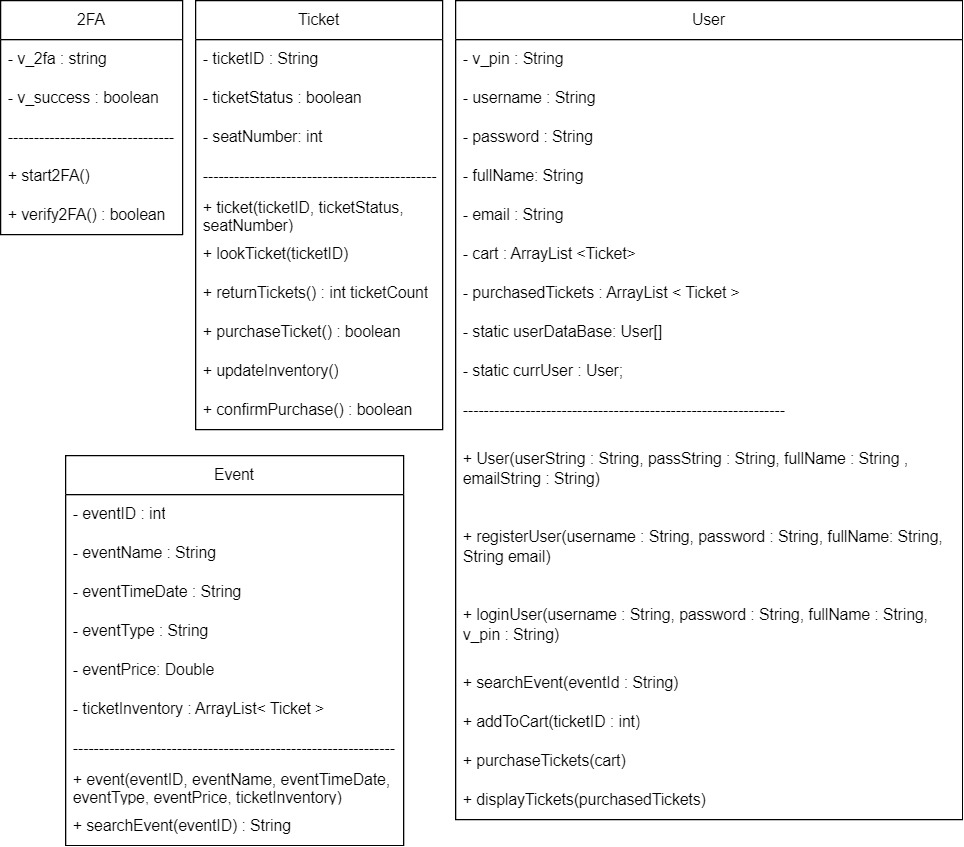 2FA
- v_2fa : string
- v_success : boolean
--------------------------------
+ start2FA()
+ verify2FA() : boolean
Ticket
- ticketID : String
- ticketStatus : boolean
- seatNumber: int
---------------------------------------------
+ ticket(ticketID, ticketStatus,
seatNumber)
+ lookTicket(ticketID)
+ returnTickets() : int ticketCount
+ purchaseTicket() : boolean
+ updateInventory()
+ confirmPurchase() : boolean
User
- v_pin : String
- username : String
- password : String
- fullName: String
- email : String
- cart : ArrayList <Ticket>
- purchasedTickets : ArrayList < Ticket >
- static userDataBase: User[]
- static currUser : User;
--------------------------------------------------------------
+ User(userString : String, passString : String, fullName : String ,
emailString : String)
+ registerUser(username : String, password : String, fullName: String,
String email)
+ loginUser(username : String, password : String, fullName : String,
v_pin : String)
+ searchEvent(eventId : String)
+ addToCart(ticketID : int)
+ purchaseTickets(cart)
+ displayTickets(purchasedTickets)
Event
- eventID : int
- eventName : String
- eventTimeDate : String
- eventType : String
- eventPrice: Double
- ticketInventory : ArrayList< Ticket >
--------------------------------------------------------------
+ event(eventID, eventName, eventTimeDate,
eventType, eventPrice, ticketInventory)
+ searchEvent(eventID) : String